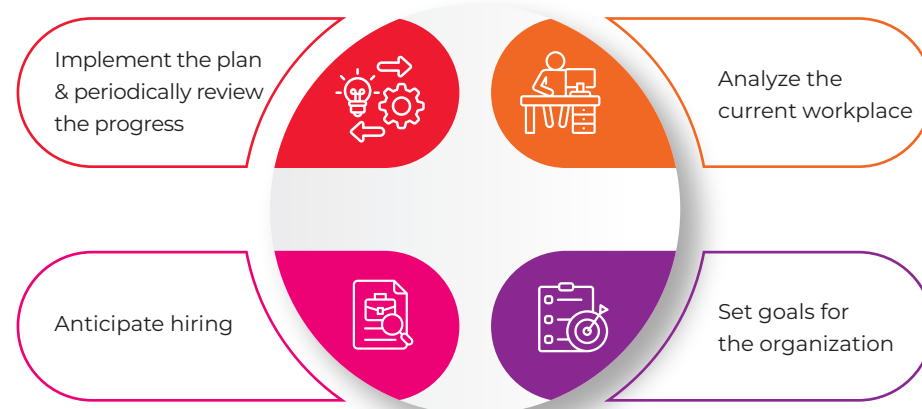 Implement the plan
& periodically review
the progress
Analyze the
current workplace
Anticipate hiring
Set goals for
the organization